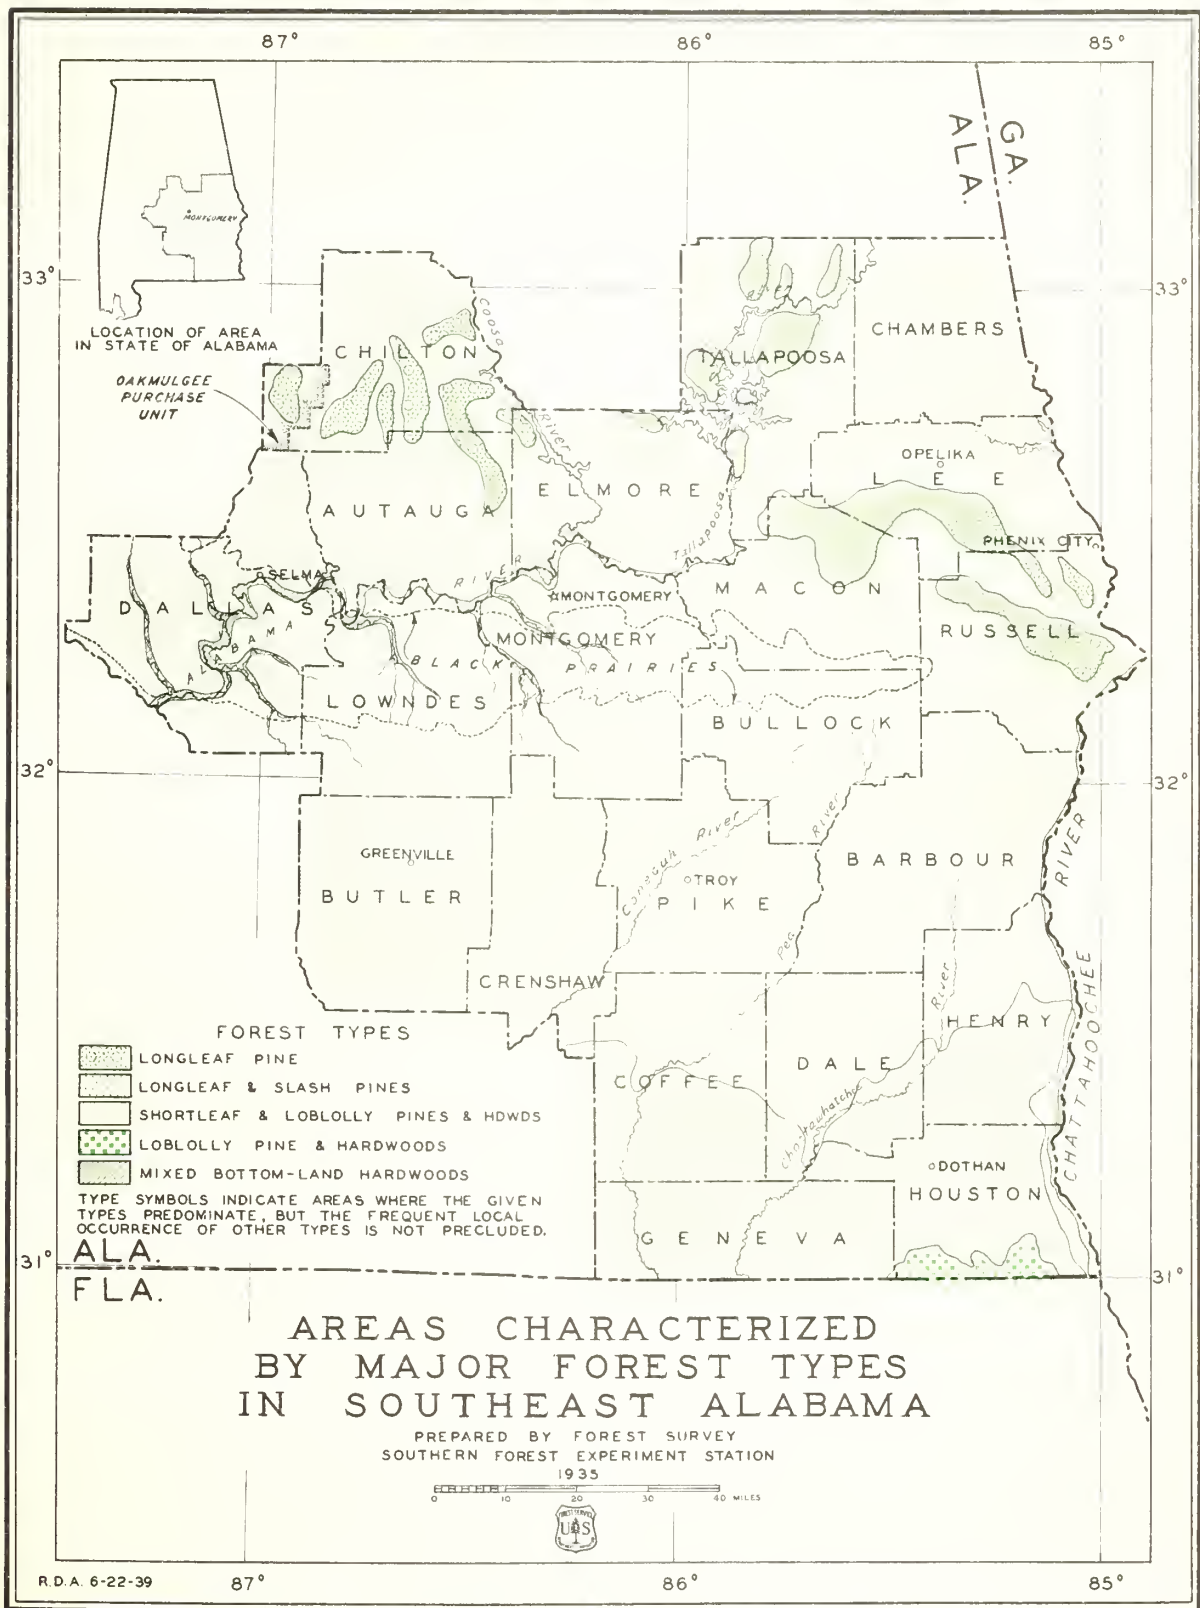 87° 86° 85°
GA.
ALA.
MONTGOMERY
33° 33°
LOCATION OF AREA
IN STATE OF ALABAMA
OAKMULGEE
PURCHASE
UNIT
CHILTON
Coosa
River
TALLAPOOSA
CHAMBERS
OPELIKA
LEE
AUTAUGA
ELMORE
Tallapoosa
PHENIX CITY
SELMA
RIVER
MONTGOMERY
MACON
DALLAS
ALABAMA
MONTGOMERY
RUSSELL
BLACK PRAIRIES
LOWNDES
BULLOCK
32° 32°
Conecuh River
River
Pea
GREENVILLE
BUTLER
TROY
PIKE
BARBOUR
RIVER
CHATTAHOOCHEE
CRENSHAW
River
HENRY
COFFEE
DALE
Choctawhatchee
DOTHAN
HOUSTON
GENEVA
FOREST TYPES
LONGLEAF PINE
LONGLEAF & SLASH PINES
SHORTLEAF & LOBLOLLY PINES & HDWDS
LOBLOLLY PINE & HARDWOODS
MIXED BOTTOM-LAND HARDWOODS
TYPE SYMBOLS INDICATE AREAS WHERE THE GIVEN
TYPES PREDOMINATE, BUT THE FREQUENT LOCAL
OCCURRENCE OF OTHER TYPES IS NOT PRECLUDED.
31° 31°
ALA.
FLA.
AREAS CHARACTERIZED
BY MAJOR FOREST TYPES
IN SOUTHEAST ALABAMA
PREPARED BY FOREST SURVEY
SOUTHERN FOREST EXPERIMENT STATION
1935
0 10 20 30 40 MILES
U S
R.D.A. 6-22-39
87° 86° 85°